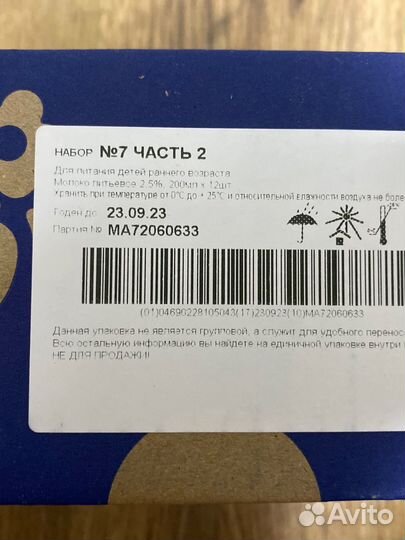 НАБОР №7 ЧАСТЬ 2
Для питания детей раннего возраста
Молоко питьевое 2,5%, 200мл х 12шт
Хранить при температуре от 0°С до + 25°С и относительной влажности воздуха не боле
Годен до 23.09.23
Партия № МА72060633
(01)04690228105043(17)230923(10)MA72060633
Данная упаковка не является групповой, а служит для удобного перенос
Всю остальную информацию вы найдете на единичной упаковке внутри
НЕ ДЛЯ ПРОДАЖИ!
Avito